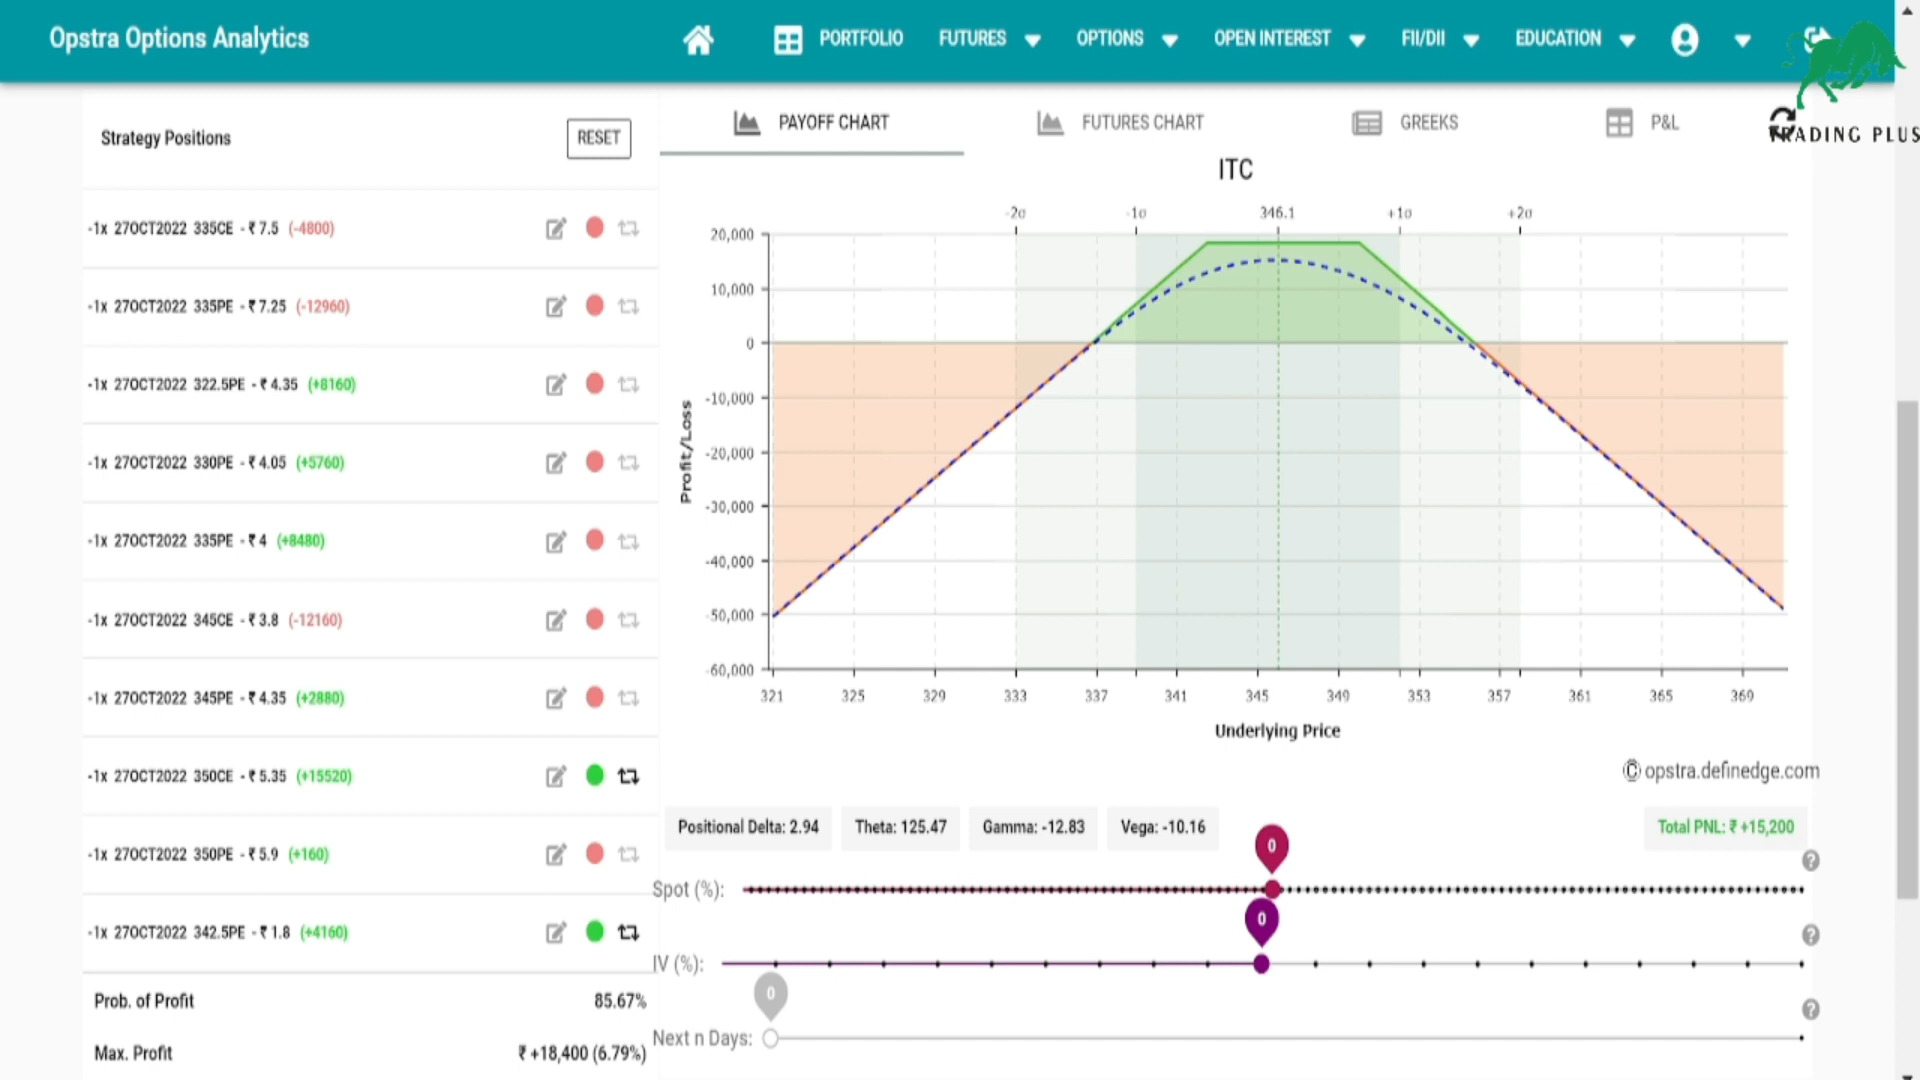 Opstra Options Analytics
PORTFOLIO FUTURES OPTIONS OPEN INTEREST FII/DII EDUCATION
TRADING PLUS
Strategy Positions
RESET
-1x 27OCT2022 335CE - ₹ 7.5 (-4800)
-1x 27OCT2022 335PE - ₹ 7.25 (-12960)
-1x 27OCT2022 322.5PE - ₹ 4.35 (+8160)
-1x 27OCT2022 330PE - ₹ 4.05 (+5760)
-1x 27OCT2022 335PE - ₹ 4 (+8480)
-1x 27OCT2022 345CE - ₹ 3.8 (-12160)
-1x 27OCT2022 345PE - ₹ 4.35 (+2880)
-1x 27OCT2022 350CE - ₹ 5.35 (+15520)
-1x 27OCT2022 350PE - ₹ 5.9 (+160)
-1x 27OCT2022 342.5PE - ₹ 1.8 (+4160)
Prob. of Profit 85.67%
Max. Profit ₹ +18,400 (6.79%)
PAYOFF CHART FUTURES CHART GREEKS P&L
ITC
-2σ -1σ 346.1 +1σ +2σ
20,000
10,000
0
-10,000
-20,000
-30,000
-40,000
-50,000
-60,000
Profit/Loss
321 325 329 333 337 341 345 349 353 357 361 365 369
Underlying Price
© opstra.definedge.com
Positional Delta: 2.94 Theta: 125.47 Gamma: -12.83 Vega: -10.16 Total PNL: ₹ +15,200
0
?
Spot (%):
0
?
IV (%):
0
?
Next n Days: